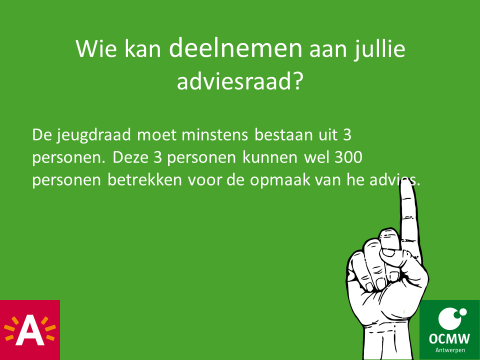 Wie kan deelnemen aan jullie
adviesraad?
De jeugdraad moet minstens bestaan uit 3
personen. Deze 3 personen kunnen wel 300
personen betrekken voor de opmaak van he advies.
A
OCMW
Antwerpen